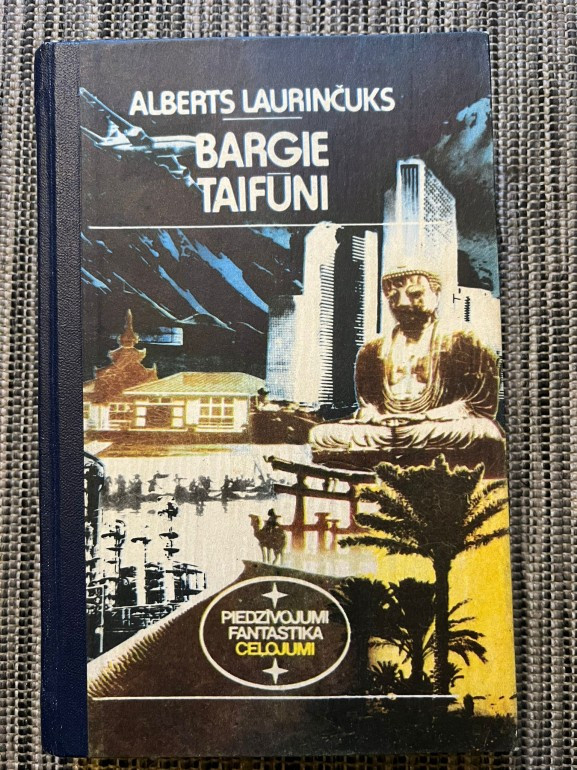 ALBERTS LAURINČUKS
BARGIE
TAIFŪNI
PIEDZĪVOJUMI
FANTASTIKA
CEĻOJUMI